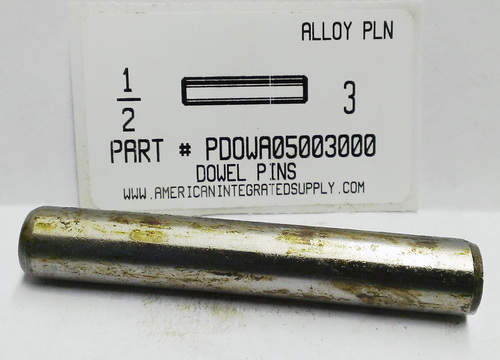 ALLOY PLN
1/2 3
PART # PDOWA05003000
DOWEL PINS
WWW.AMERICANINTEGRATEDSUPPLY.COM